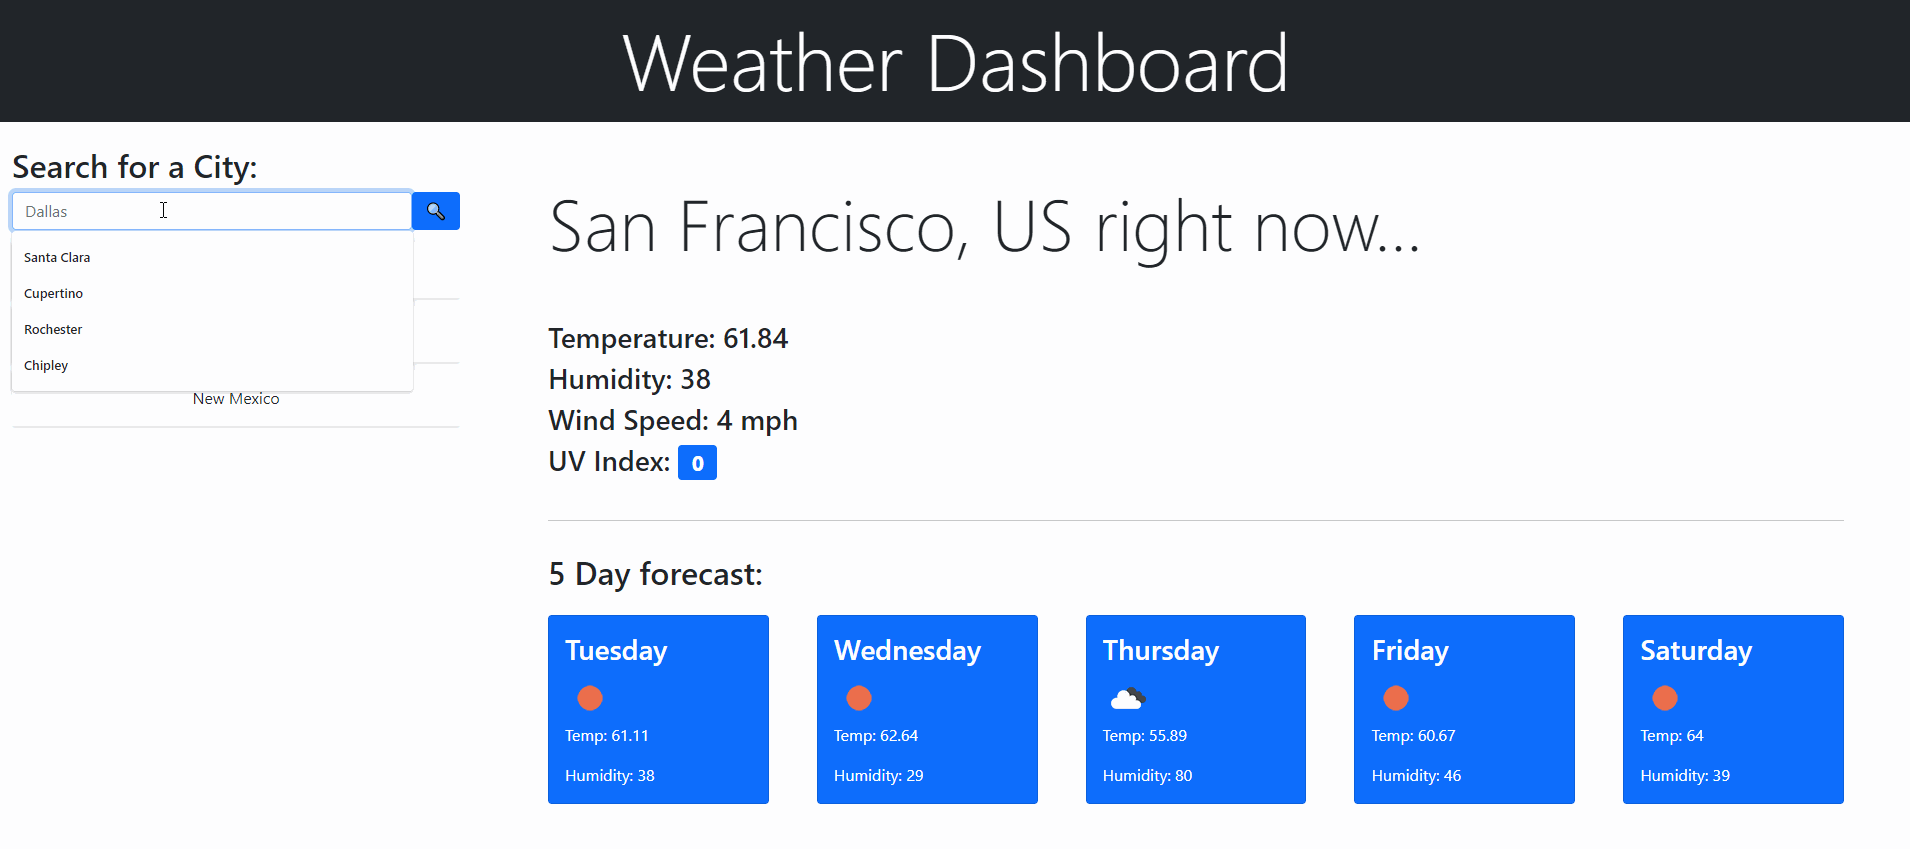 Weather Dashboard
Search for a City:
Dallas
Santa Clara
Cupertino
Rochester
Chipley
New Mexico
San Francisco, US right now...
Temperature: 61.84
Humidity: 38
Wind Speed: 4 mph
UV Index: 0
5 Day forecast:
Tuesday
Temp: 61.11
Humidity: 38
Wednesday
Temp: 62.64
Humidity: 29
Thursday
Temp: 55.89
Humidity: 80
Friday
Temp: 60.67
Humidity: 46
Saturday
Temp: 64
Humidity: 39